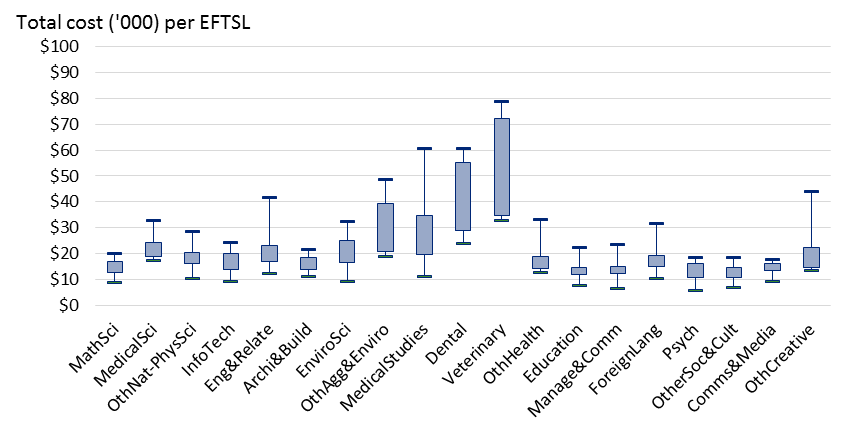 Total cost ('000) per EFTSL
$100
$90
$80
$70
$60
$50
$40
$30
$20
$10
$0
MathSci
MedicalSci
OthNat-PhysSci
InfoTech
Eng&Relate
Archi&Build
EnviroSci
OthAgg&Enviro
MedicalStudies
Dental
Veterinary
OthHealth
Education
Manage&Comm
ForeignLang
Psych
OtherSoc&Cult
Comms&Media
OthCreative